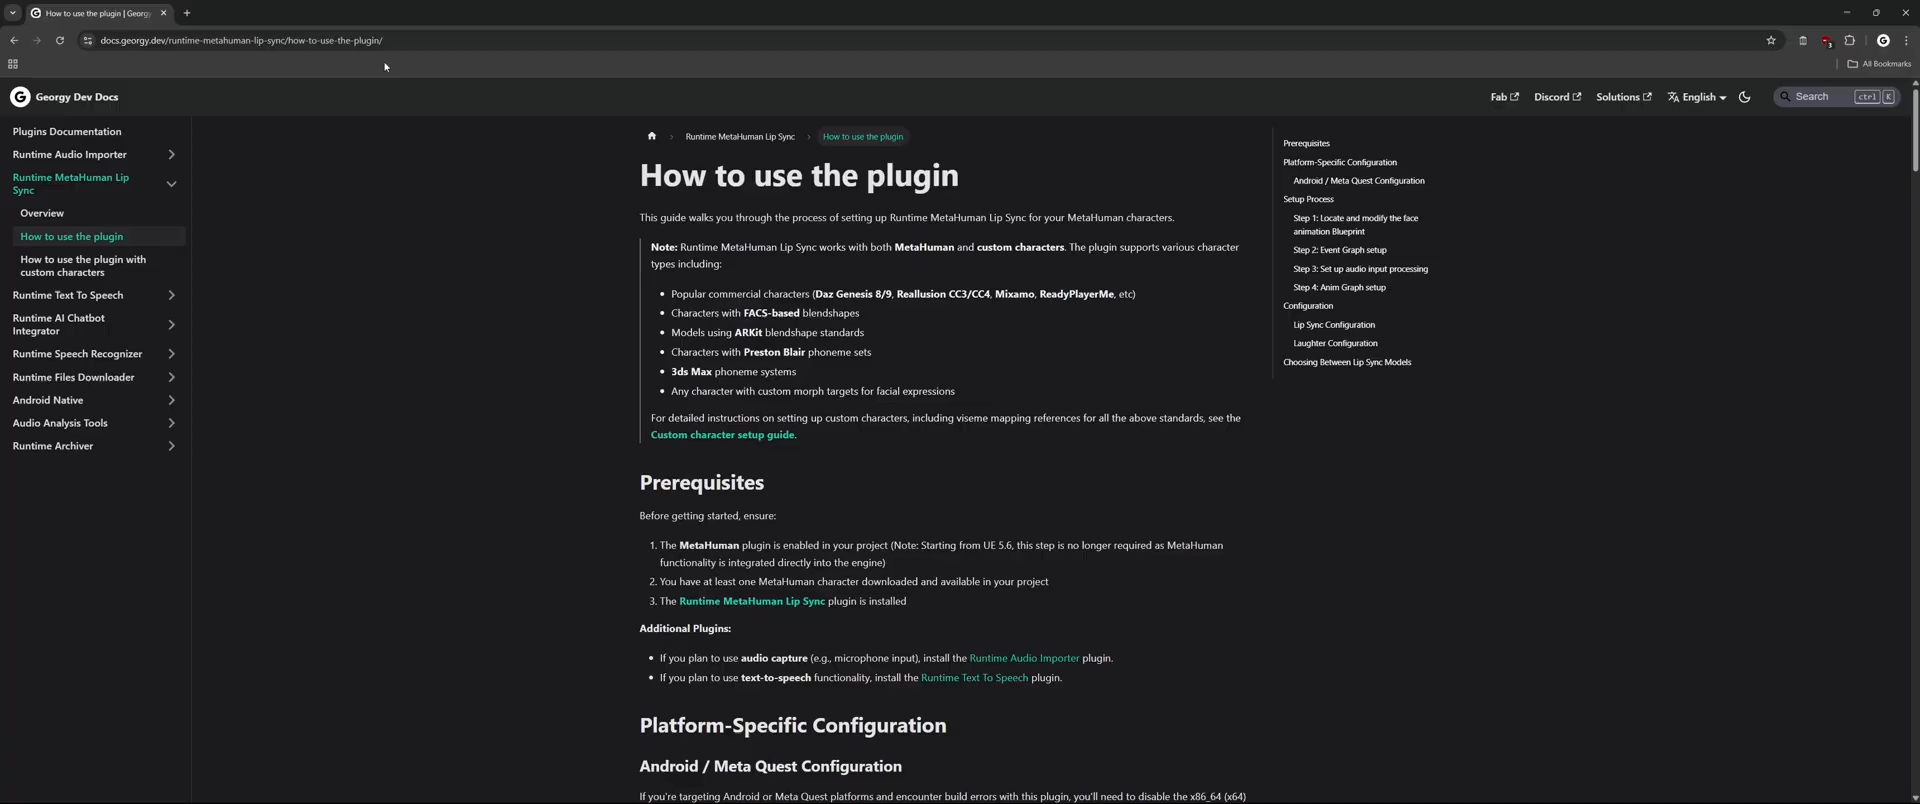 How to use the plugin | Georgy
docs.georgy.dev/runtime-metahuman-lip-sync/how-to-use-the-plugin/
3
All Bookmarks
Georgy Dev Docs
Fab
Discord
Solutions
English
Search
ctrl K
Plugins Documentation
Runtime Audio Importer
Runtime MetaHuman Lip
Sync
Overview
How to use the plugin
How to use the plugin with
custom characters
Runtime Text To Speech
Runtime AI Chatbot
Integrator
Runtime Speech Recognizer
Runtime Files Downloader
Android Native
Audio Analysis Tools
Runtime Archiver
Runtime MetaHuman Lip Sync
How to use the plugin
How to use the plugin
This guide walks you through the process of setting up Runtime MetaHuman Lip Sync for your MetaHuman characters.
Note: Runtime MetaHuman Lip Sync works with both MetaHuman and custom characters. The plugin supports various character
types including:
• Popular commercial characters (Daz Genesis 8/9, Reallusion CC3/CC4, Mixamo, ReadyPlayerMe, etc)
• Characters with FACS-based blendshapes
• Models using ARKit blendshape standards
• Characters with Preston Blair phoneme sets
• 3ds Max phoneme systems
• Any character with custom morph targets for facial expressions
For detailed instructions on setting up custom characters, including viseme mapping references for all the above standards, see the
Custom character setup guide.
Prerequisites
Before getting started, ensure:
1. The MetaHuman plugin is enabled in your project (Note: Starting from UE 5.6, this step is no longer required as MetaHuman
functionality is integrated directly into the engine)
2. You have at least one MetaHuman character downloaded and available in your project
3. The Runtime MetaHuman Lip Sync plugin is installed
Additional Plugins:
• If you plan to use audio capture (e.g., microphone input), install the Runtime Audio Importer plugin.
• If you plan to use text-to-speech functionality, install the Runtime Text To Speech plugin.
Platform-Specific Configuration
Android / Meta Quest Configuration
If you're targeting Android or Meta Quest platforms and encounter build errors with this plugin, you'll need to disable the x86_64 (x64)
Prerequisites
Platform-Specific Configuration
Android / Meta Quest Configuration
Setup Process
Step 1: Locate and modify the face
animation Blueprint
Step 2: Event Graph setup
Step 3: Set up audio input processing
Step 4: Anim Graph setup
Configuration
Lip Sync Configuration
Laughter Configuration
Choosing Between Lip Sync Models